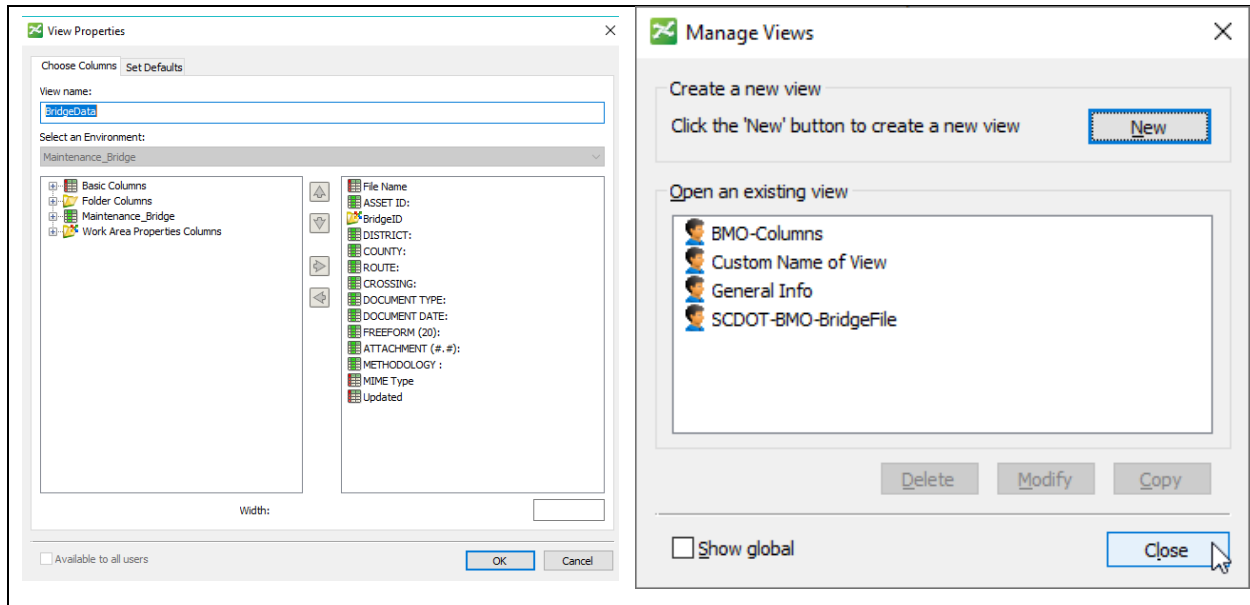 View Properties
Choose Columns
Set Defaults
View name:
BridgeData
Select an Environment:
Maintenance_Bridge
Basic Columns
Folder Columns
Maintenance_Bridge
Work Area Properties Columns
File Name
ASSET ID:
BridgeID
DISTRICT:
COUNTY:
ROUTE:
CROSSING:
DOCUMENT TYPE:
DOCUMENT DATE:
FREEFORM (20):
ATTACHMENT (#.#):
METHODOLOGY :
MIME Type
Updated
Width:
Available to all users
OK
Cancel
Manage Views
Create a new view
Click the 'New' button to create a new view
New
Open an existing view
BMO-Columns
Custom Name of View
General Info
SCDOT-BMO-BridgeFile
Delete
Modify
Copy
Show global
Close